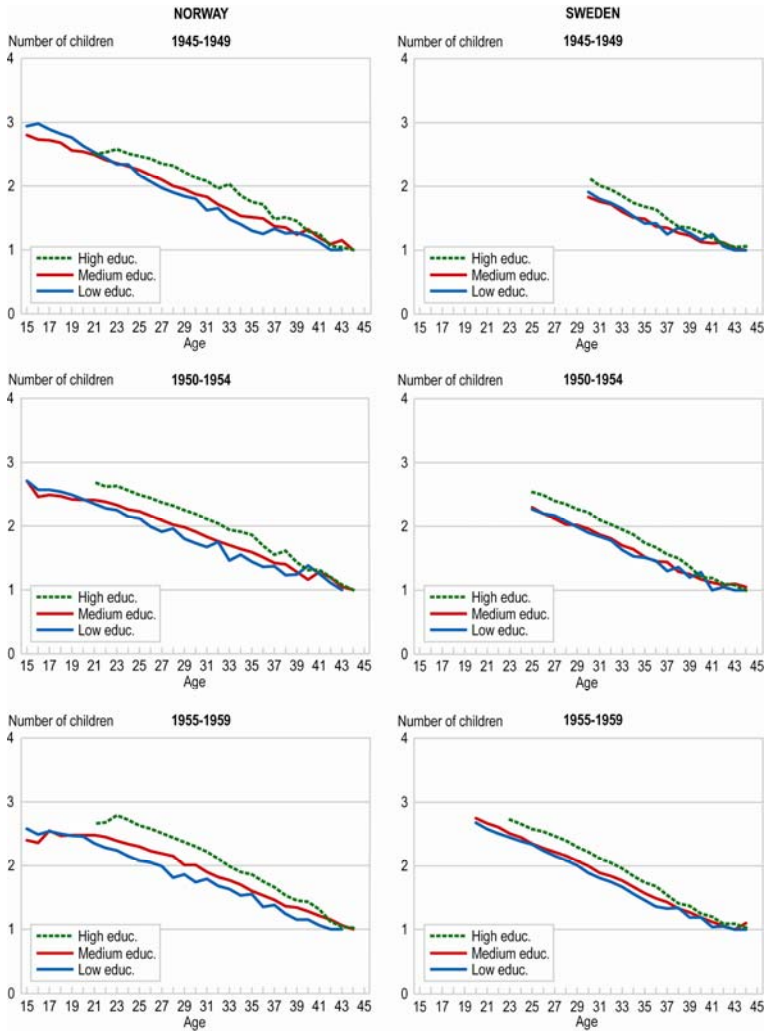 NORWAY
SWEDEN
Number of children 1945-1949
4
3
2
1
0
High educ.
Medium educ.
Low educ.
15 17 19 21 23 25 27 29 31 33 35 37 39 41 43 45
Age
Number of children 1945-1949
4
3
2
1
0
High educ.
Medium educ.
Low educ.
15 17 19 21 23 25 27 29 31 33 35 37 39 41 43 45
Age
Number of children 1950-1954
4
3
2
1
0
High educ.
Medium educ.
Low educ.
15 17 19 21 23 25 27 29 31 33 35 37 39 41 43 45
Age
Number of children 1950-1954
4
3
2
1
0
High educ.
Medium educ.
Low educ.
15 17 19 21 23 25 27 29 31 33 35 37 39 41 43 45
Age
Number of children 1955-1959
4
3
2
1
0
High educ.
Medium educ.
Low educ.
15 17 19 21 23 25 27 29 31 33 35 37 39 41 43 45
Age
Number of children 1955-1959
4
3
2
1
0
High educ.
Medium educ.
Low educ.
15 17 19 21 23 25 27 29 31 33 35 37 39 41 43 45
Age